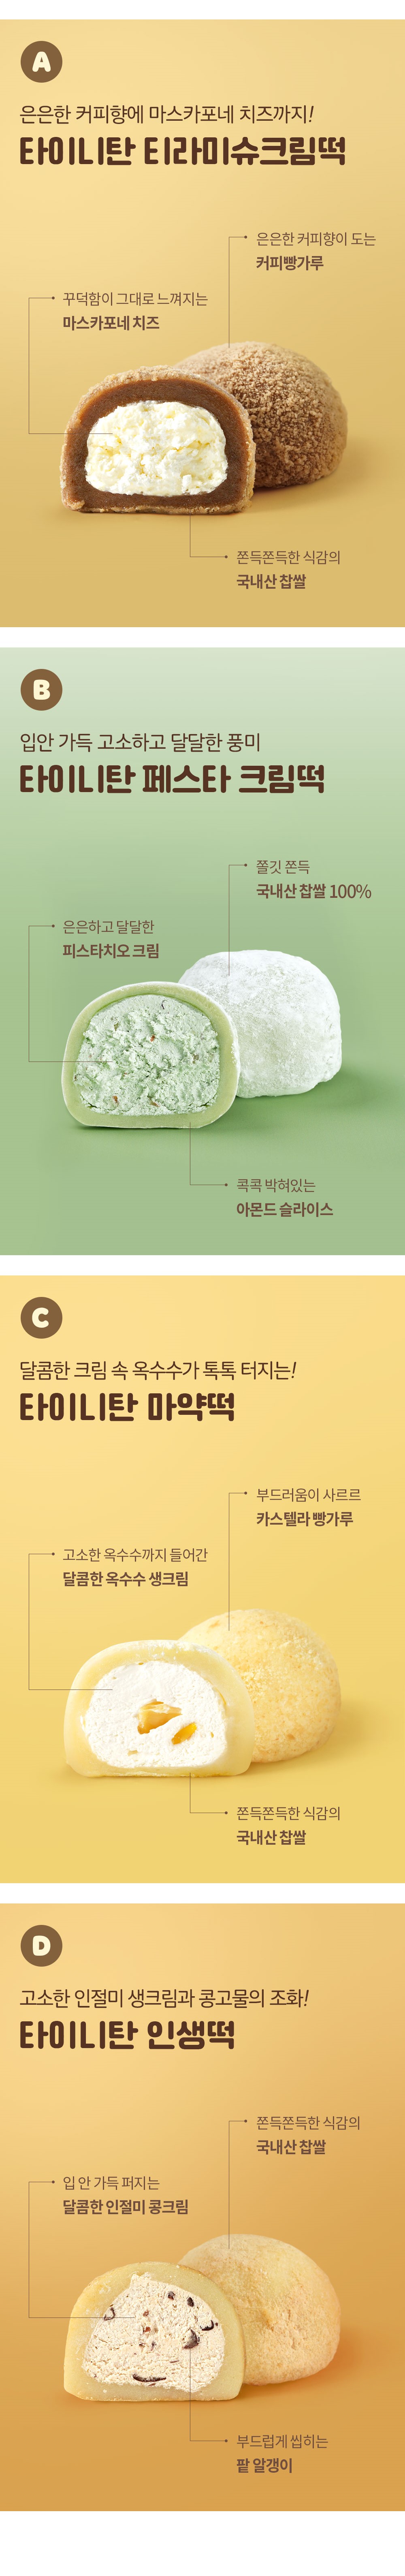 A
은은한 커피향에 마스카포네 치즈까지!
타이니탄 티라미슈크림떡
은은한 커피향이 도는
커피빵가루
꾸덕함이 그대로 느껴지는
마스카포네 치즈
쫀득쫀득한 식감의
국내산 찹쌀
B
입안 가득 고소하고 달달한 풍미
타이니탄 페스타 크림떡
쫄깃 쫀득
국내산 찹쌀 100%
은은하고 달달한
피스타치오 크림
콕콕 박혀있는
아몬드 슬라이스
C
달콤한 크림 속 옥수수가 톡톡 터지는!
타이니탄 마약떡
부드러움이 사르르
카스텔라 빵가루
고소한 옥수수까지 들어간
달콤한 옥수수 생크림
쫀득쫀득한 식감의
국내산 찹쌀
D
고소한 인절미 생크림과 콩고물의 조화!
타이니탄 인생떡
쫀득쫀득한 식감의
국내산 찹쌀
입 안 가득 퍼지는
달콤한 인절미 콩크림
부드럽게 씹히는
팥 알갱이